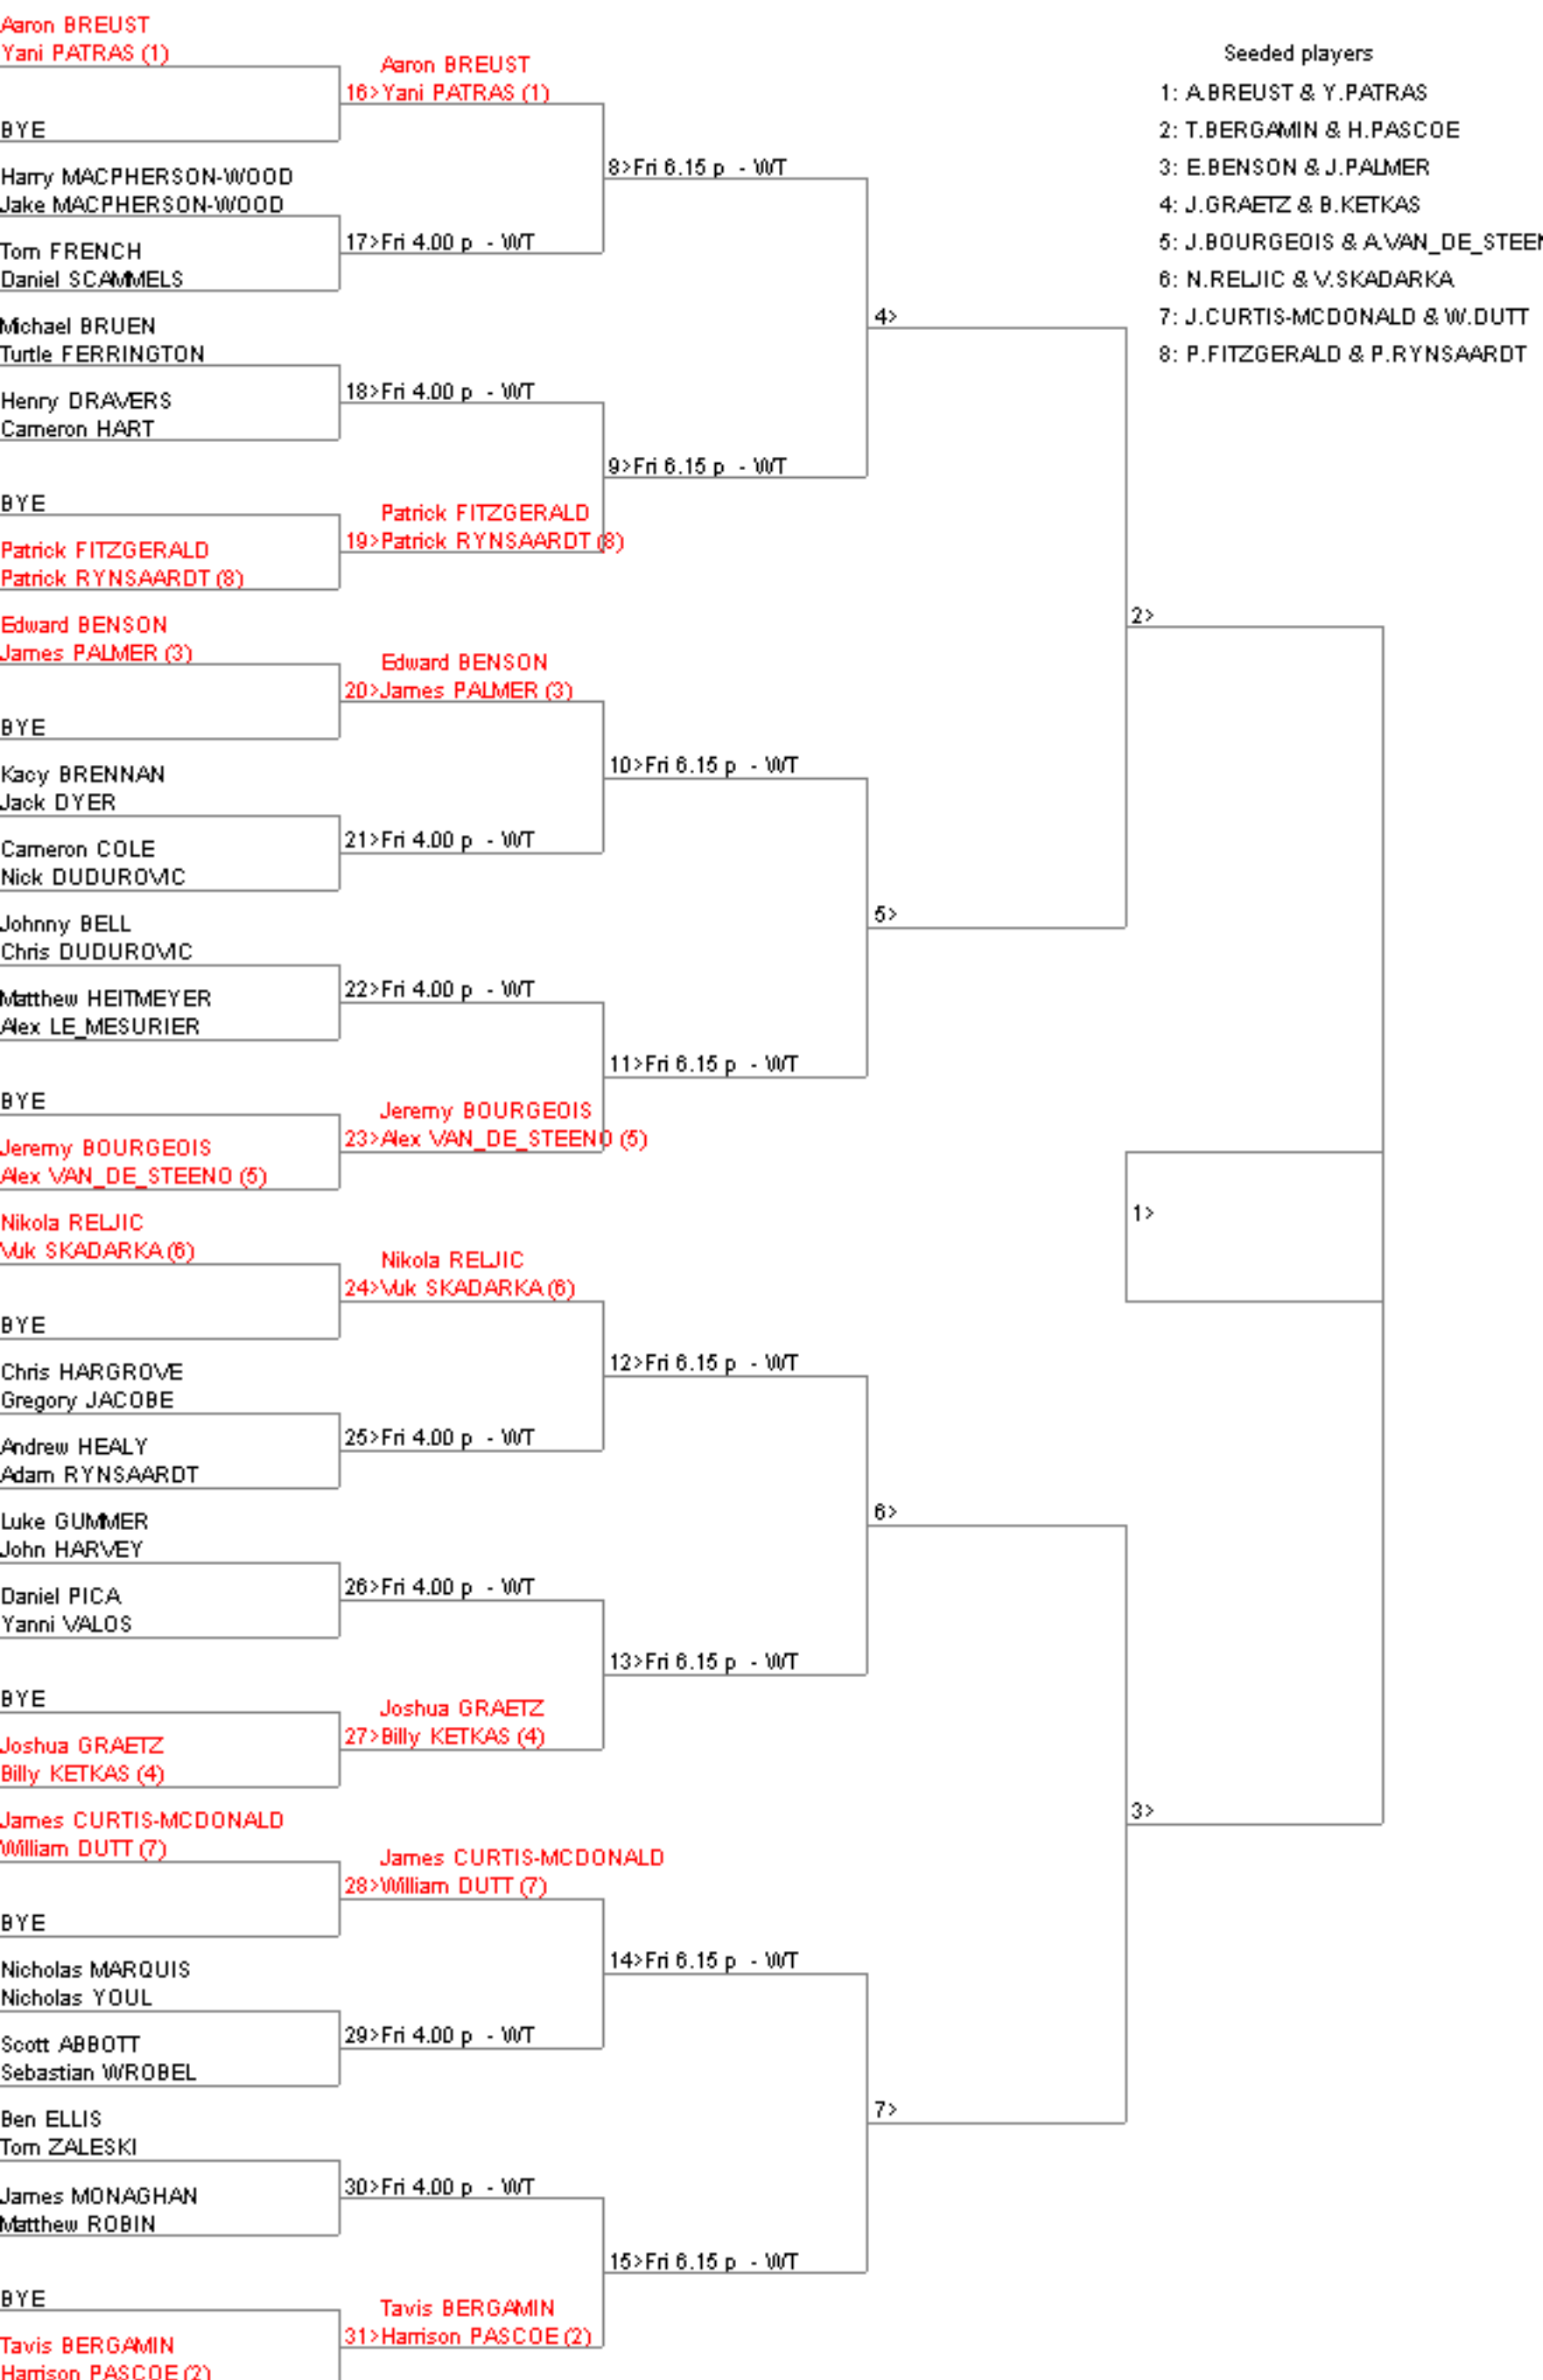 Aaron BREUST
Yani PATRAS (1)
BYE
Harry MACPHERSON-WOOD
Jake MACPHERSON-WOOD
Tom FRENCH
Daniel SCAMMELS
Michael BRUEN
Turtle FERRINGTON
Henry DRAVERS
Cameron HART
BYE
Patrick FITZGERALD
Patrick RYNSAARDT (8)
Edward BENSON
James PALMER (3)
BYE
Kacy BRENNAN
Jack DYER
Cameron COLE
Nick DUDUROVIC
Johnny BELL
Chris DUDUROVIC
Matthew HEITMEYER
Alex LE_MESURIER
BYE
Jeremy BOURGEOIS
Alex VAN_DE_STEENO (5)
Nikola RELJIC
Vuk SKADARKA (6)
BYE
Chris HARGROVE
Gregory JACOBE
Andrew HEALY
Adam RYNSAARDT
Luke GUMMER
John HARVEY
Daniel PICA
Yanni VALOS
BYE
Joshua GRAETZ
Billy KETKAS (4)
James CURTIS-MCDONALD
William DUTT (7)
BYE
Nicholas MARQUIS
Nicholas YOUL
Scott ABBOTT
Sebastian WROBEL
Ben ELLIS
Tom ZALESKI
James MONAGHAN
Matthew ROBIN
BYE
Tavis BERGAMIN
Harrison PASCOE (2)
Aaron BREUST
16>Yani PATRAS (1)
17>Fri 4.00 p - WT
18>Fri 4.00 p - WT
Patrick FITZGERALD
19>Patrick RYNSAARDT (8)
Edward BENSON
20>James PALMER (3)
21>Fri 4.00 p - WT
22>Fri 4.00 p - WT
Jeremy BOURGEOIS
23>Alex VAN_DE_STEENO (5)
Nikola RELJIC
24>Vuk SKADARKA (6)
25>Fri 4.00 p - WT
26>Fri 4.00 p - WT
Joshua GRAETZ
27>Billy KETKAS (4)
James CURTIS-MCDONALD
28>William DUTT (7)
29>Fri 4.00 p - WT
30>Fri 4.00 p - WT
Tavis BERGAMIN
31>Harrison PASCOE (2)
8>Fri 6.15 p - WT
9>Fri 6.15 p - WT
10>Fri 6.15 p - WT
11>Fri 6.15 p - WT
12>Fri 6.15 p - WT
13>Fri 6.15 p - WT
14>Fri 6.15 p - WT
15>Fri 6.15 p - WT
4>
5>
6>
7>
2>
1>
3>
Seeded players
1: A.BREUST & Y.PATRAS
2: T.BERGAMIN & H.PASCOE
3: E.BENSON & J.PALMER
4: J.GRAETZ & B.KETKAS
5: J.BOURGEOIS & A.VAN_DE_STEEN
6: N.RELJIC & V.SKADARKA
7: J.CURTIS-MCDONALD & W.DUTT
8: P.FITZGERALD & P.RYNSAARDT